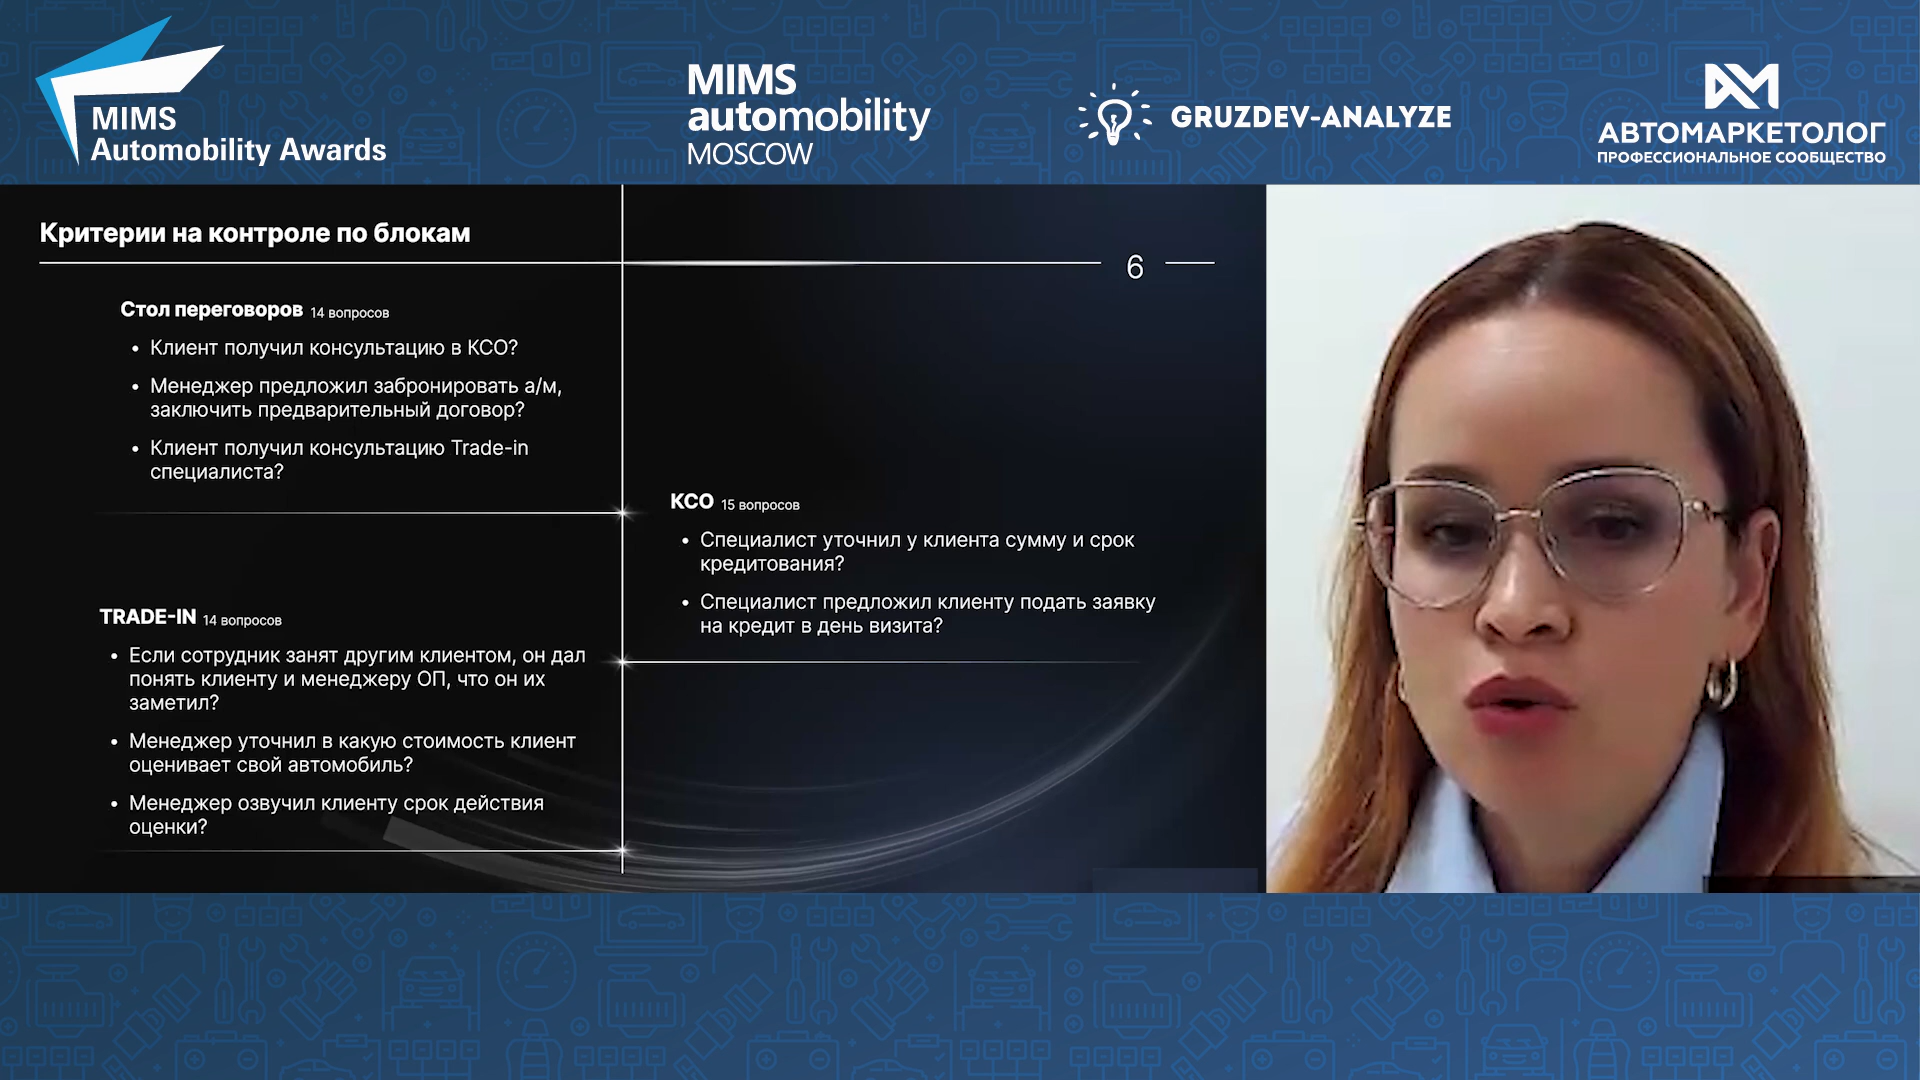 MIMS
Automobility Awards
MIMS
automobility
MOSCOW
GRUZDEV-ANALYZE
АВТОМАРКЕТОЛОГ
ПРОФЕССИОНАЛЬНОЕ СООБЩЕСТВО
Критерии на контроле по блокам
6
Стол переговоров 14 вопросов
• Клиент получил консультацию в КСО?
• Менеджер предложил забронировать а/м,
заключить предварительный договор?
• Клиент получил консультацию Trade-in
специалиста?
TRADE-IN 14 вопросов
• Если сотрудник занят другим клиентом, он дал
понять клиенту и менеджеру ОП, что он их
заметил?
• Менеджер уточнил в какую стоимость клиент
оценивает свой автомобиль?
• Менеджер озвучил клиенту срок действия
оценки?
КСО 15 вопросов
• Специалист уточнил у клиента сумму и срок
кредитования?
• Специалист предложил клиенту подать заявку
на кредит в день визита?